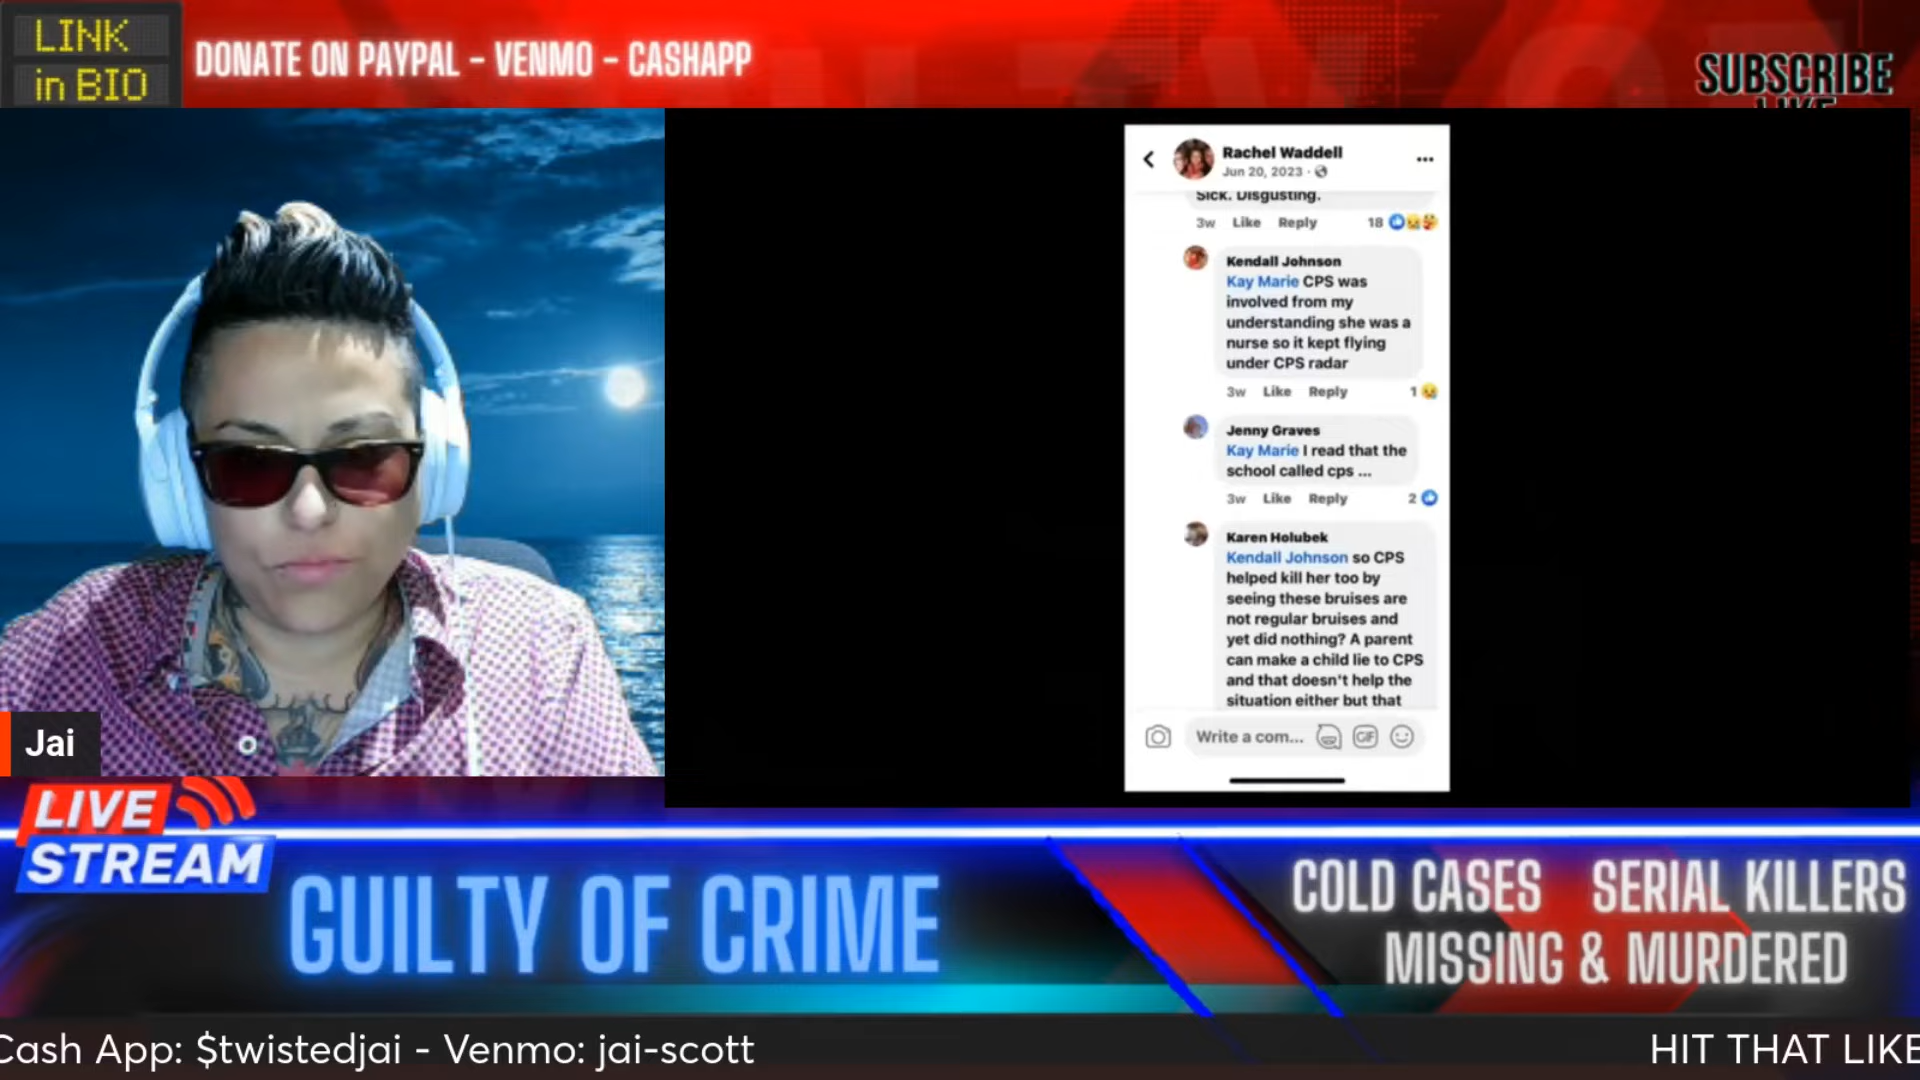 LINK
in BIO
DONATE ON PAYPAL - VENMO - CASHAPP
SUBSCRIBE
LIKE
Rachel Waddell
Jun 20, 2023 ·
Sick. Disgusting.
3w Like Reply 18
Kendall Johnson
Kay Marie CPS was
involved from my
understanding she was a
nurse so it kept flying
under CPS radar
3w Like Reply 1
Jenny Graves
Kay Marie I read that the
school called cps ...
3w Like Reply 2
Karen Holubek
Kendall Johnson so CPS
helped kill her too by
seeing these bruises are
not regular bruises and
yet did nothing? A parent
can make a child lie to CPS
and that doesn't help the
situation either but that
Write a com... GIF
Jai
LIVE
STREAM
GUILTY OF CRIME
COLD CASES SERIAL KILLERS
MISSING & MURDERED
Cash App: $twistedjai - Venmo: jai-scott
HIT THAT LIKE